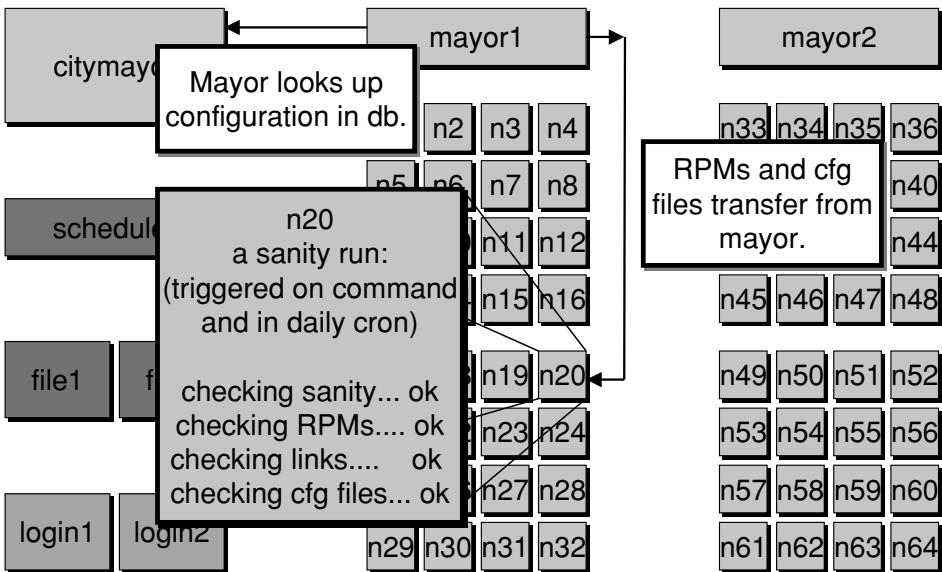 citymayo
mayor1
mayor2
Mayor looks up
configuration in db.
n2 n3 n4
n33 n34 n35 n36
n5 n6 n7 n8
RPMs and cfg
files transfer from
mayor.
n40
schedule
n11 n12
n44
n20
a sanity run:
(triggered on command
and in daily cron)
checking sanity... ok
checking RPMs.... ok
checking links.... ok
checking cfg files... ok
n15 n16
n45 n46 n47 n48
file1 f
n19 n20
n49 n50 n51 n52
n23 n24
n53 n54 n55 n56
n27 n28
n57 n58 n59 n60
login1 login2
n29 n30 n31 n32
n61 n62 n63 n64